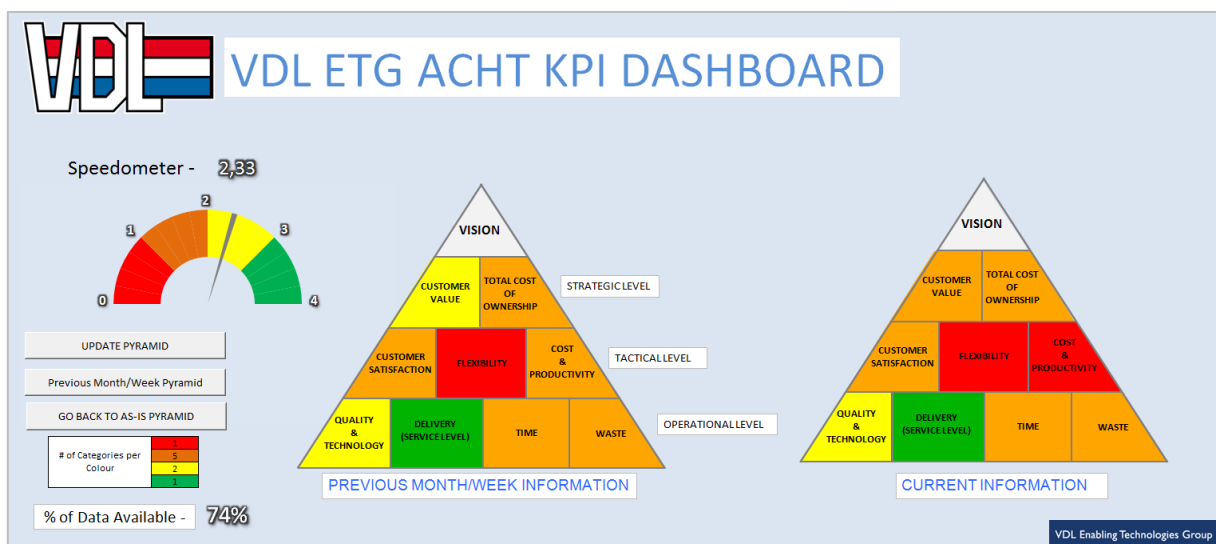 VDL
VDL ETG ACHT KPI DASHBOARD
Speedometer - 2,33
0
1
2
3
4
UPDATE PYRAMID
Previous Month/Week Pyramid
GO BACK TO AS-IS PYRAMID
# of Categories per
Colour
1
5
2
1
% of Data Available - 74%
VISION
CUSTOMER
VALUE
TOTAL COST
OF
OWNERSHIP
STRATEGIC LEVEL
CUSTOMER
SATISFACTION
FLEXIBILITY
COST
&
PRODUCTIVITY
TACTICAL LEVEL
QUALITY
&
TECHNOLOGY
DELIVERY
(SERVICE LEVEL)
TIME
WASTE
OPERATIONAL LEVEL
PREVIOUS MONTH/WEEK INFORMATION
VISION
CUSTOMER
VALUE
TOTAL COST
OF
OWNERSHIP
CUSTOMER
SATISFACTION
FLEXIBILITY
COST
&
PRODUCTIVITY
QUALITY
&
TECHNOLOGY
DELIVERY
(SERVICE LEVEL)
TIME
WASTE
CURRENT INFORMATION
VDL Enabling Technologies Group